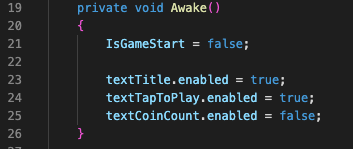 19 private void Awake()
20 {
21 IsGameStart = false;
22
23 textTitle.enabled = true;
24 textTapToPlay.enabled = true;
25 textCoinCount.enabled = false;
26 }